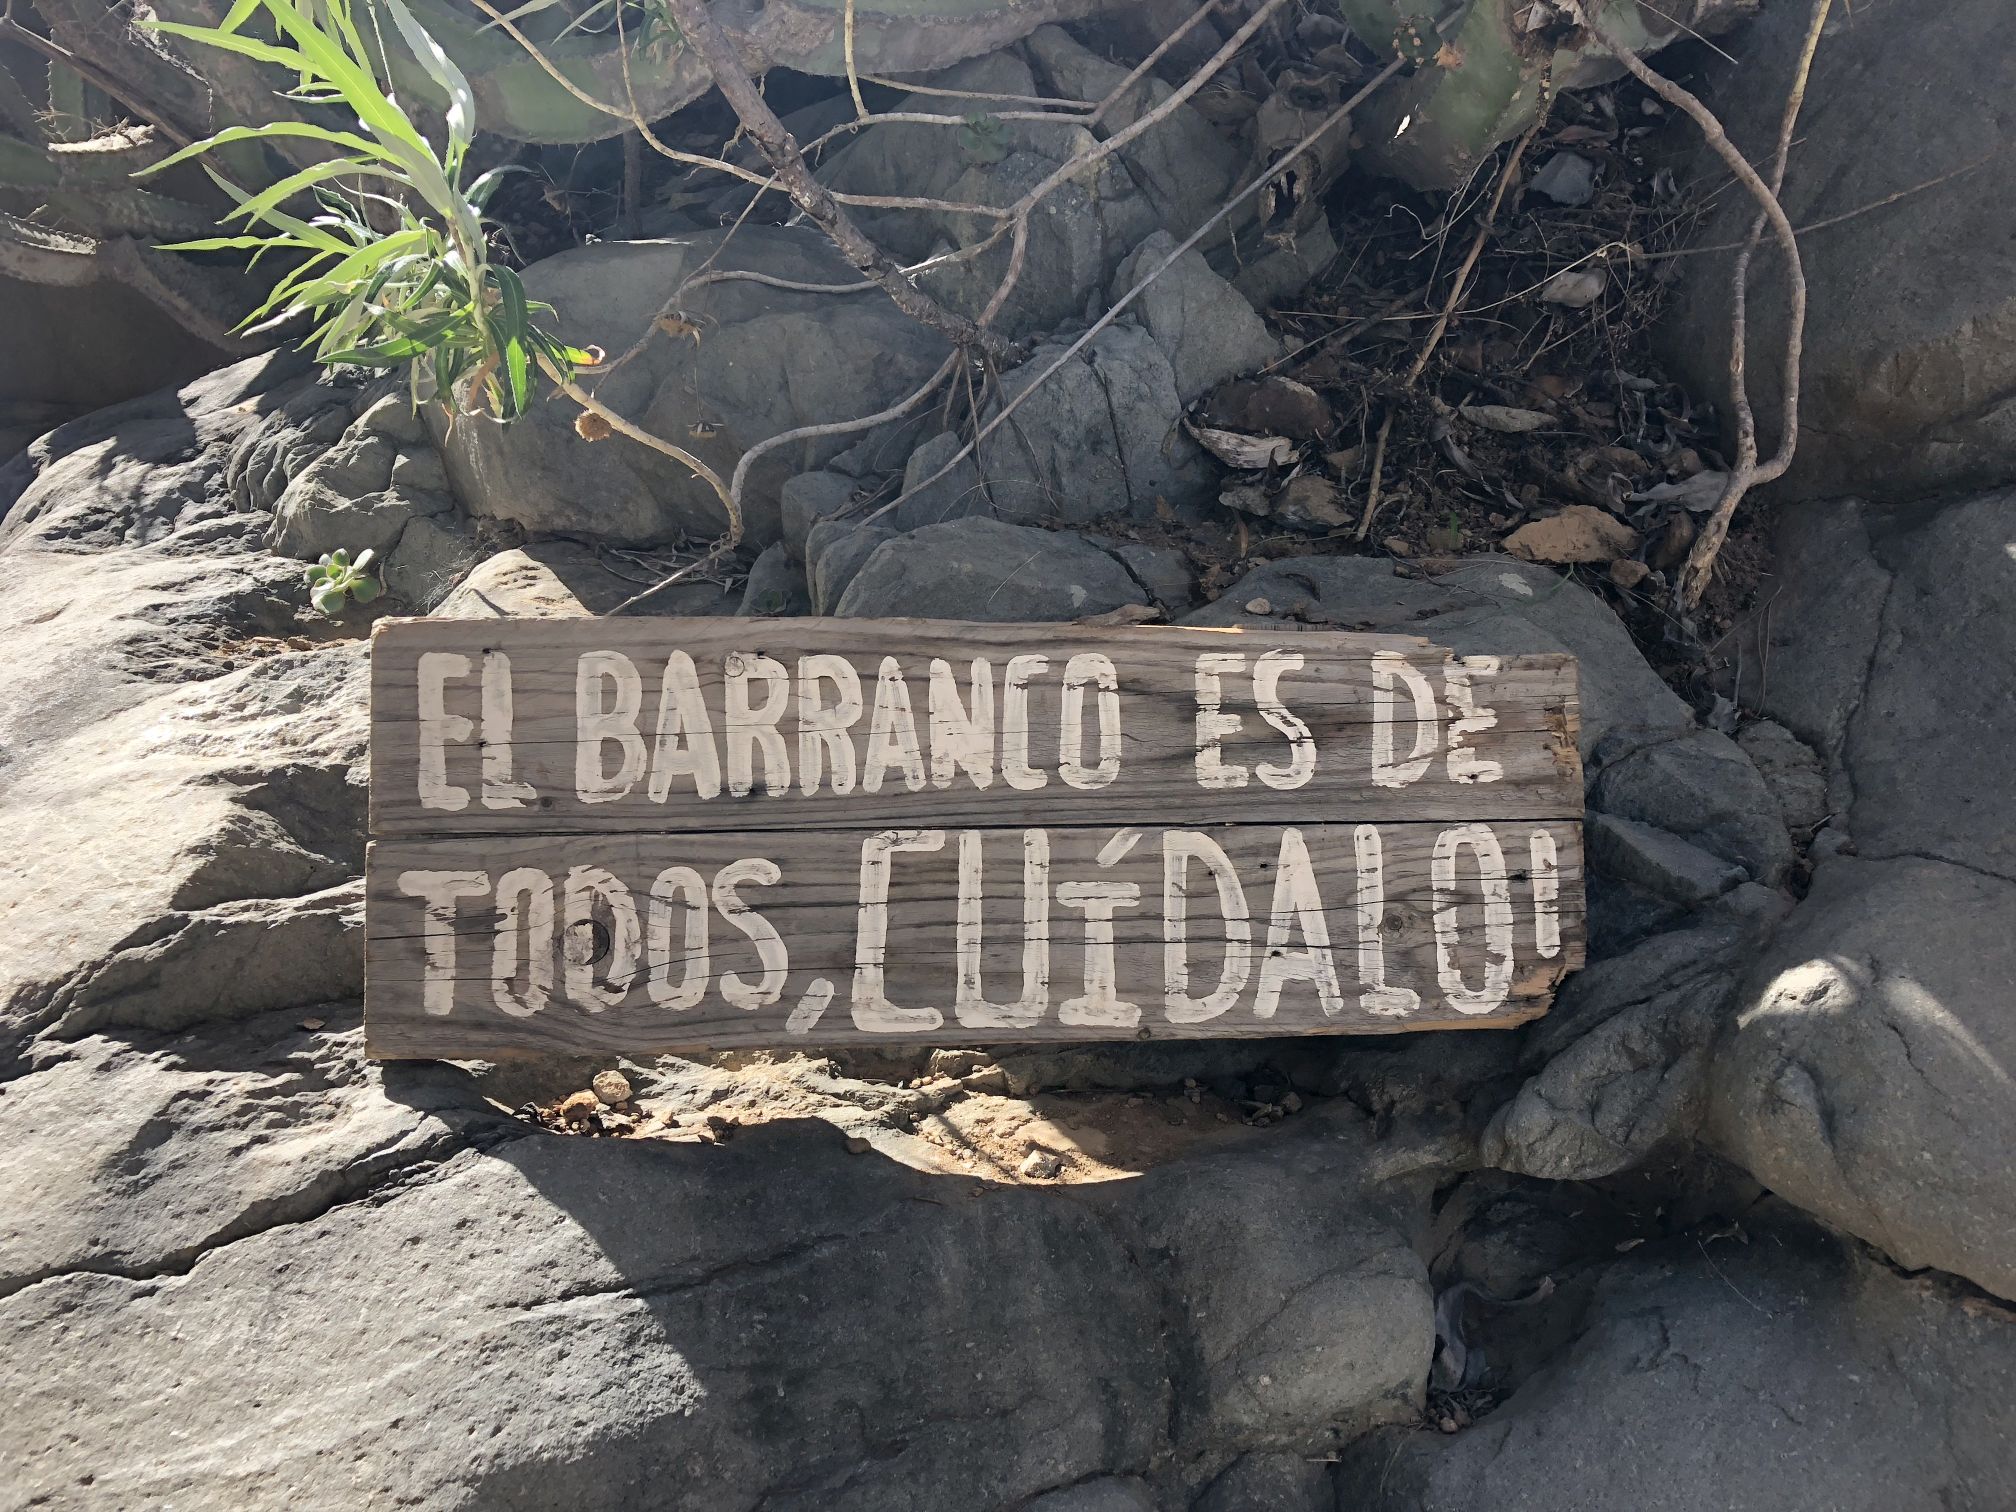 EL BARRANCO ES DE
TODOS, CUÍDALO!